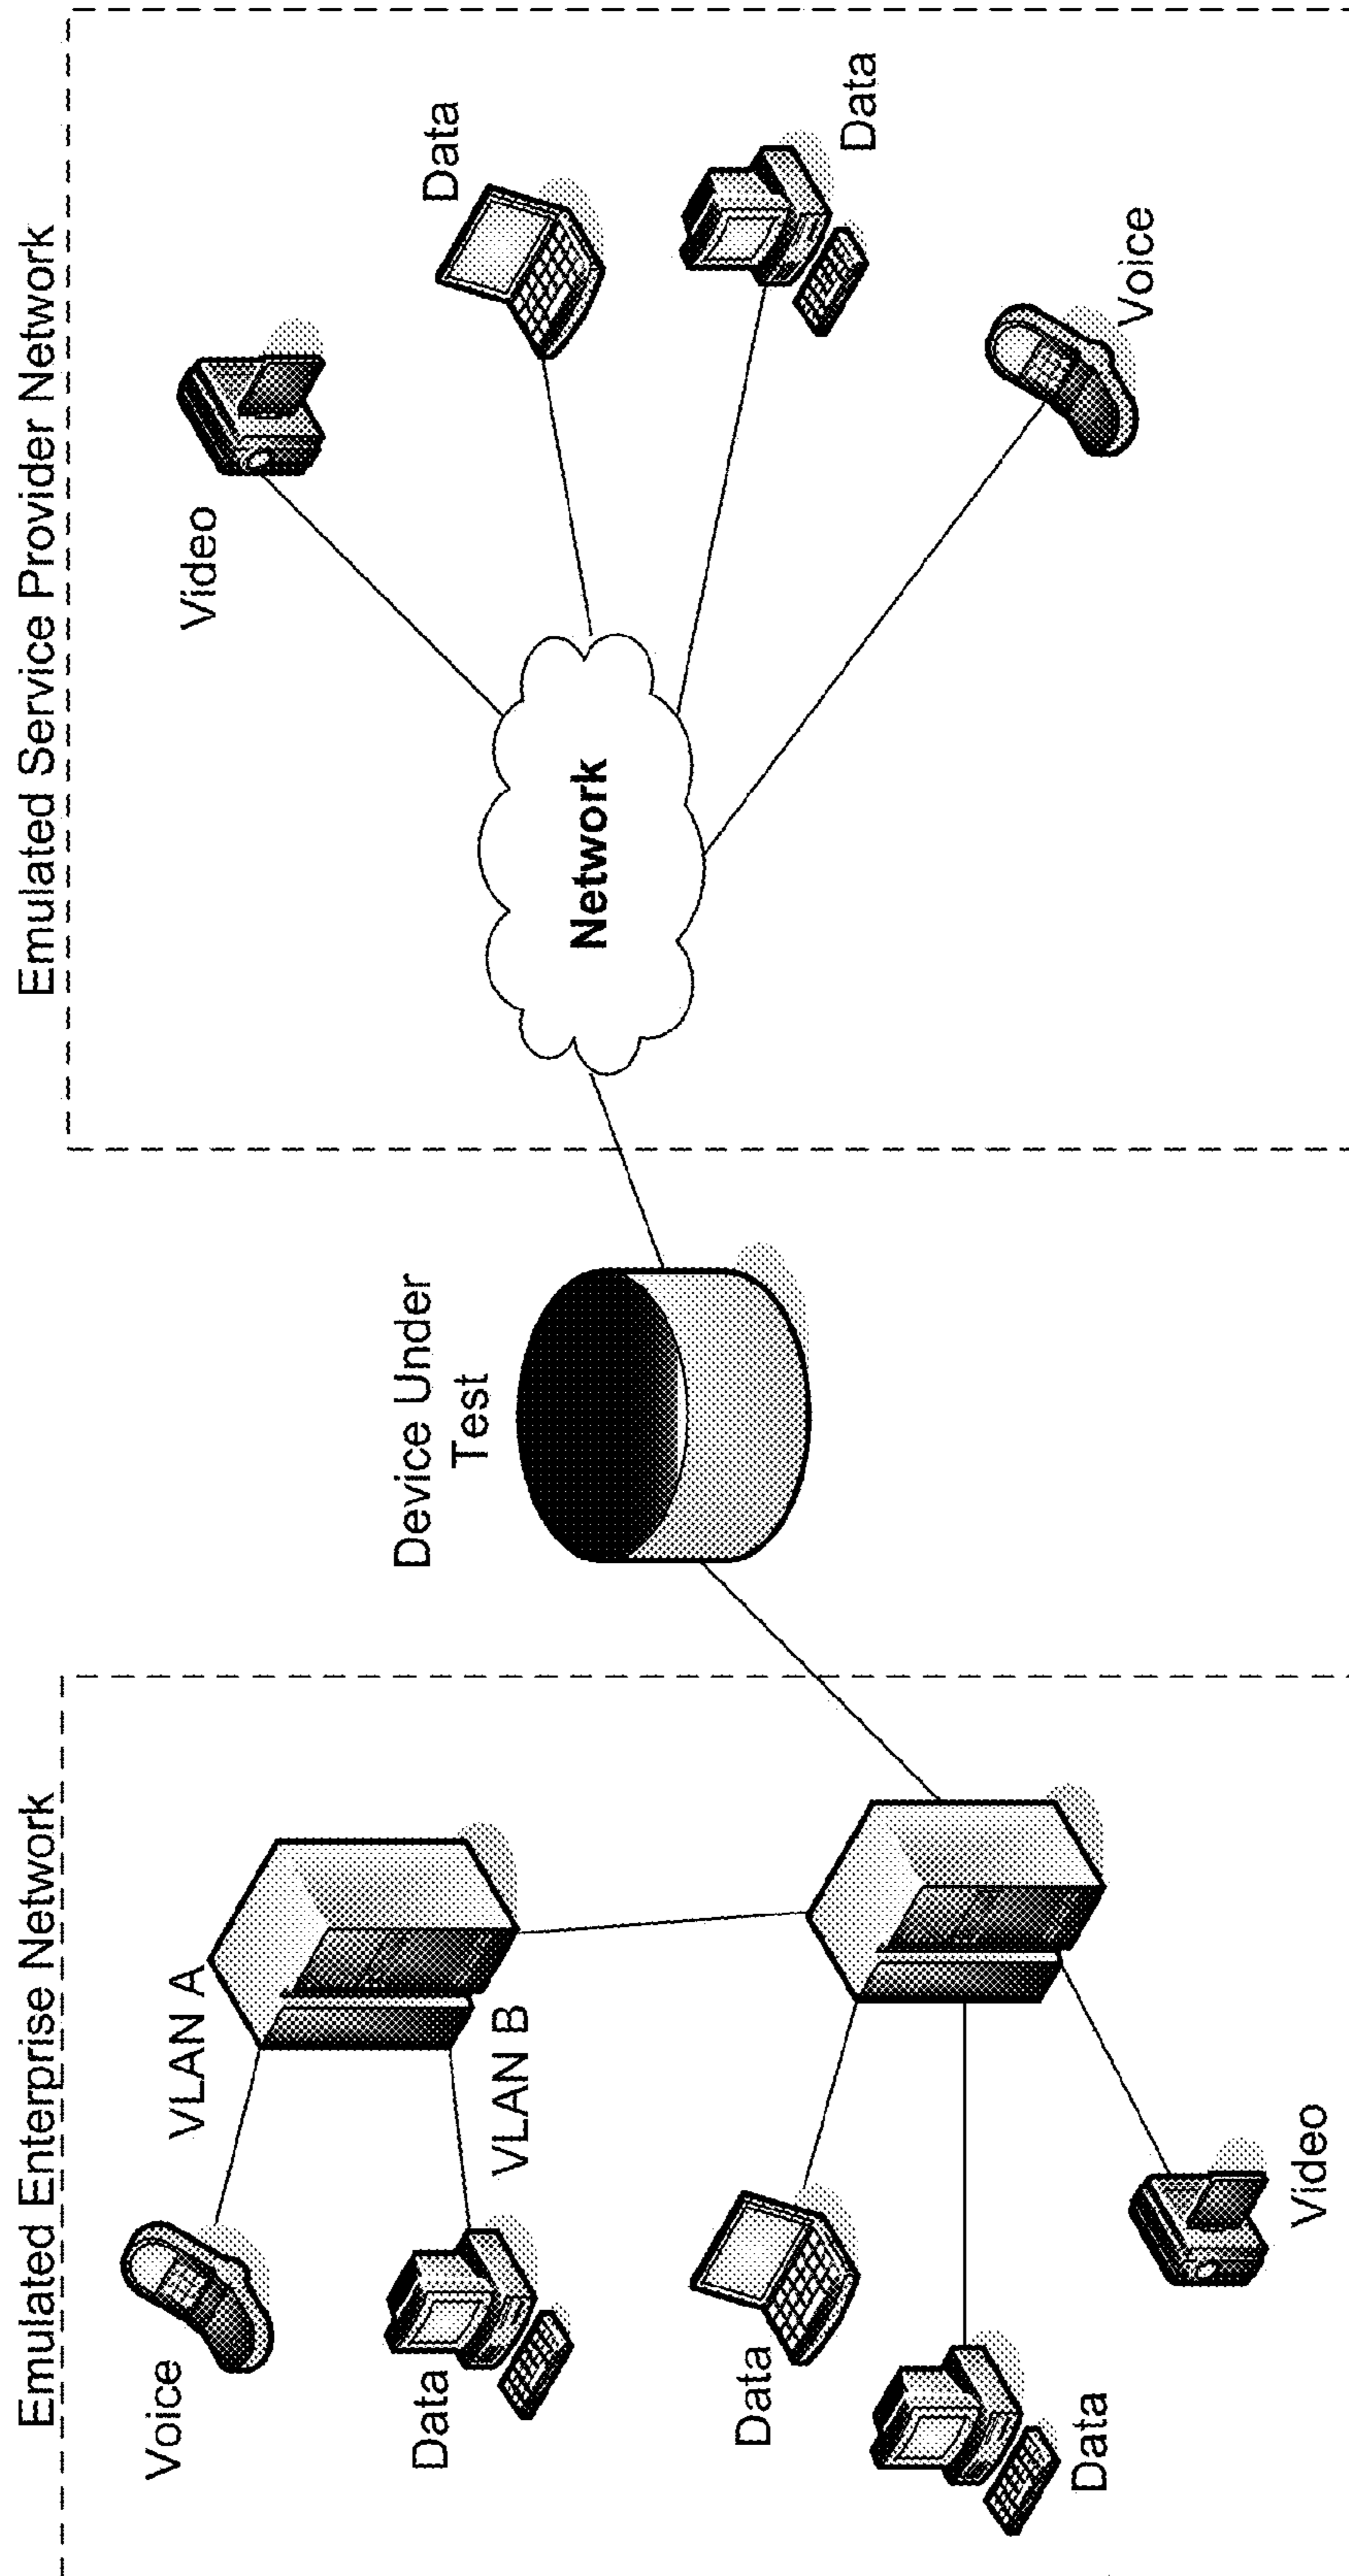 Emulated Enterprise Network
Voice
VLAN A
Data
VLAN B
Data
Data
Video
Device Under
Test
Emulated Service Provider Network
Video
Network
Data
Data
Voice